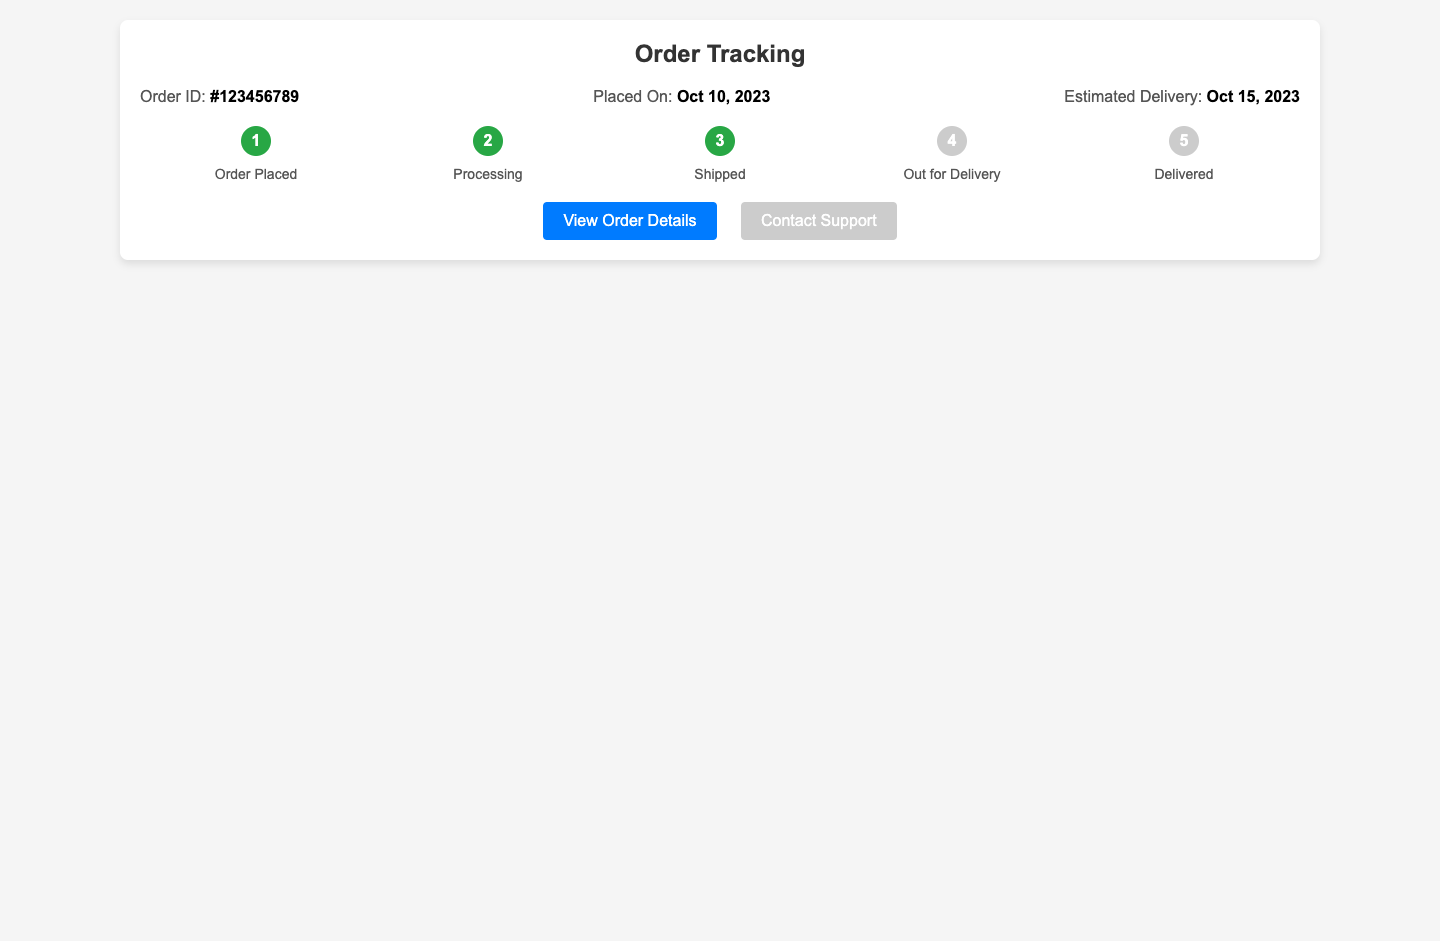 Order Tracking
Order ID: #123456789
Placed On: Oct 10, 2023
Estimated Delivery: Oct 15, 2023
1
Order Placed
2
Processing
3
Shipped
4
Out for Delivery
5
Delivered
View Order Details
Contact Support